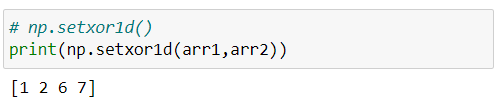 # np.setxor1d()
print(np.setxor1d(arr1,arr2))
[1 2 6 7]